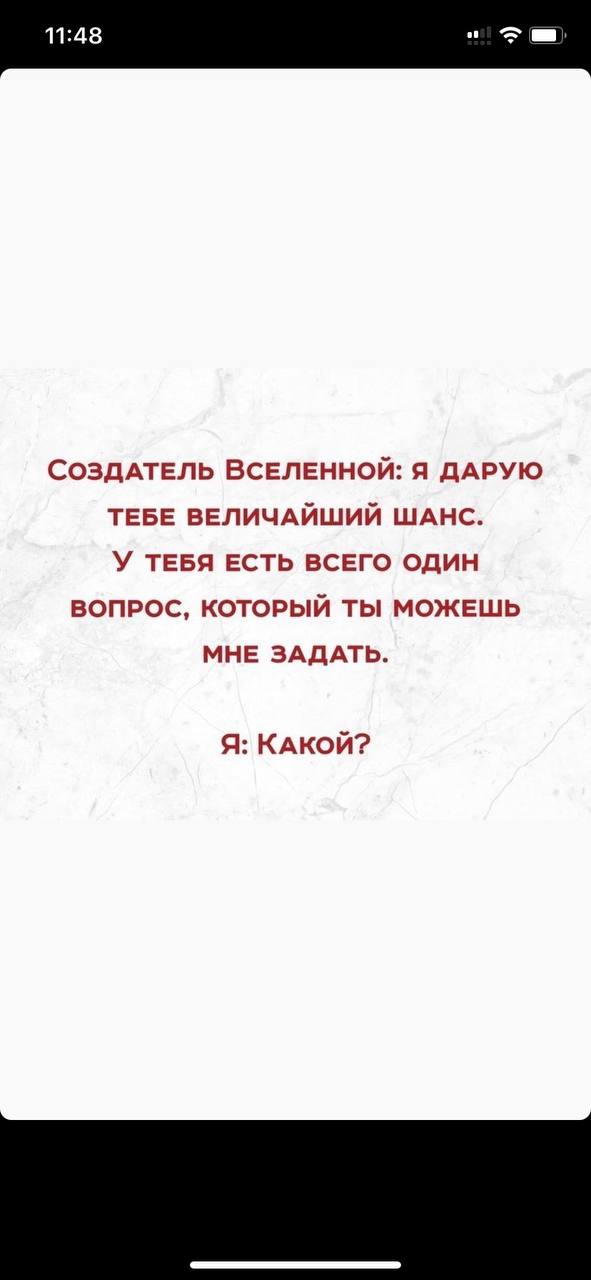 11:48
Создатель Вселенной: я дарую
тебе величайший шанс.
У тебя есть всего один
вопрос, который ты можешь
мне задать.
Я: Какой?